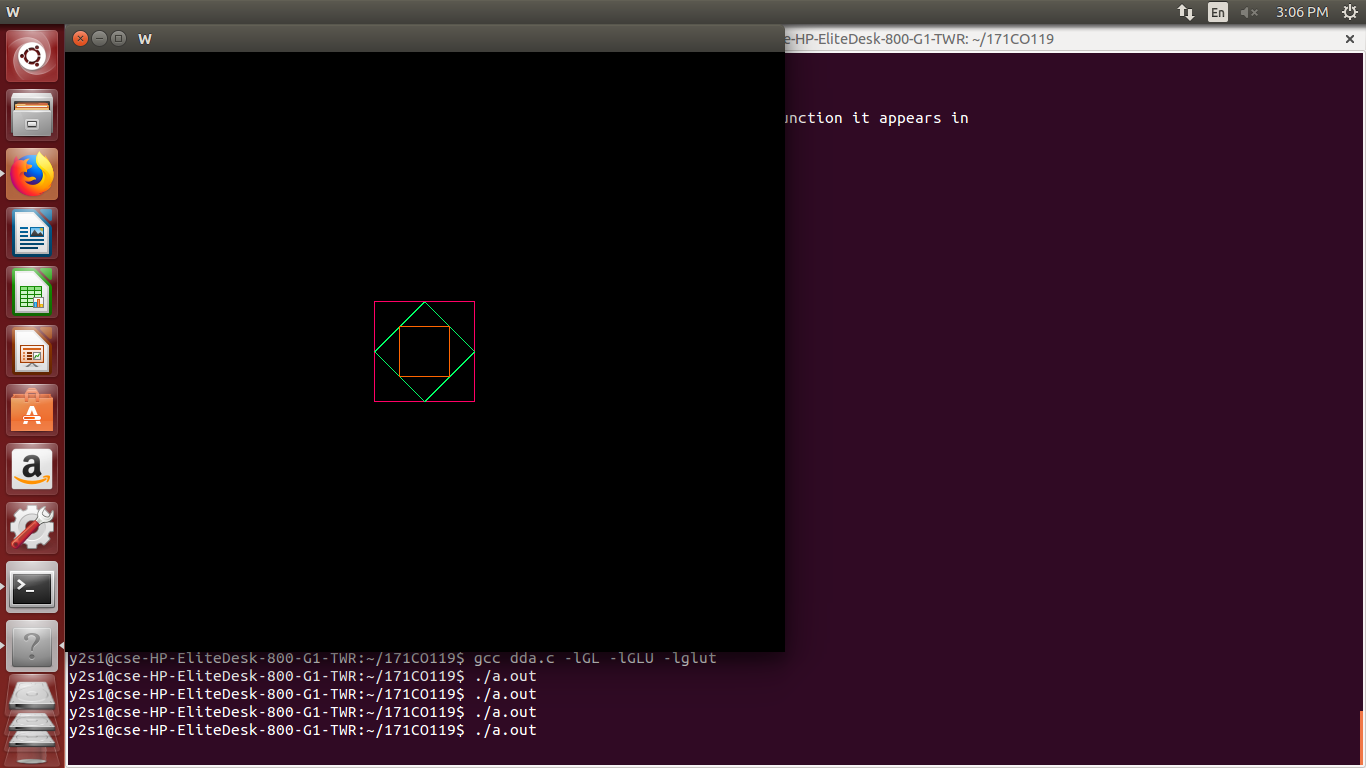 W
En
3:06 PM
W
e-HP-EliteDesk-800-G1-TWR: ~/171CO119
unction it appears in
y2s1@cse-HP-EliteDesk-800-G1-TWR:~/171CO119$ gcc dda.c -lGL -lGLU -lglut
y2s1@cse-HP-EliteDesk-800-G1-TWR:~/171CO119$ ./a.out
y2s1@cse-HP-EliteDesk-800-G1-TWR:~/171CO119$ ./a.out
y2s1@cse-HP-EliteDesk-800-G1-TWR:~/171CO119$ ./a.out
y2s1@cse-HP-EliteDesk-800-G1-TWR:~/171CO119$ ./a.out